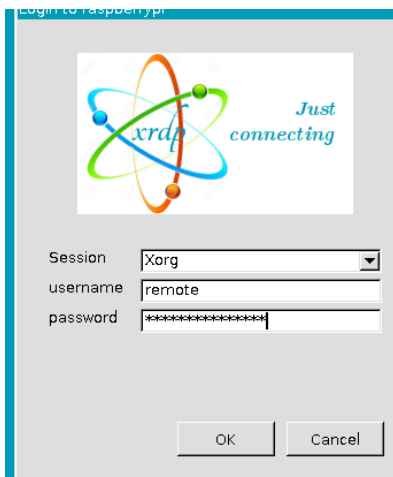 Login to raspberrypi
xrdp
Just
connecting
Session Xorg
username remote
password ***************
OK Cancel